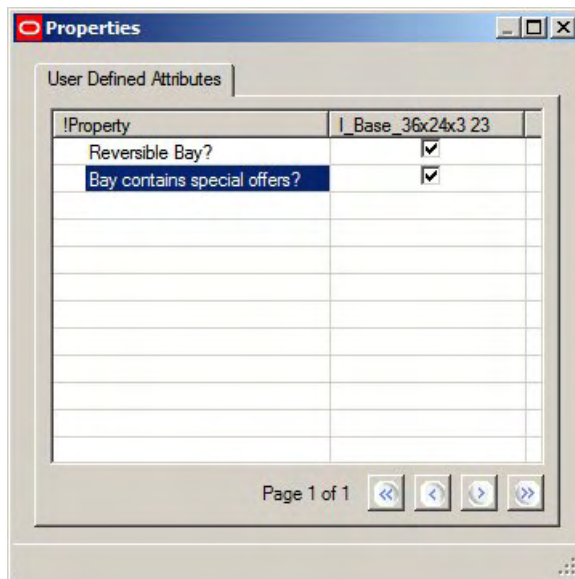 Properties
User Defined Attributes
!Property I_Base_36x24x3 23
Reversible Bay?
Bay contains special offers?
Page 1 of 1